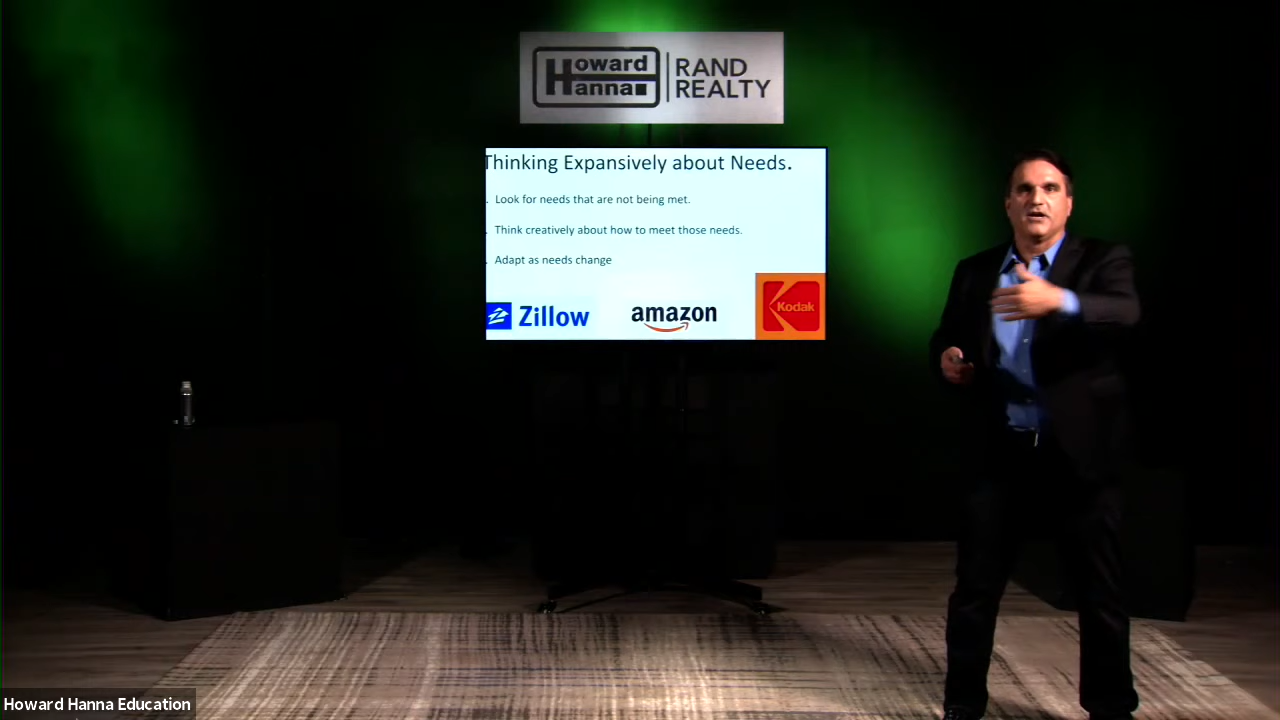 Howard
Hanna
RAND
REALTY
Thinking Expansively about Needs.
. Look for needs that are not being met.
. Think creatively about how to meet those needs.
. Adapt as needs change
Zillow
amazon
Kodak
Howard Hanna Education